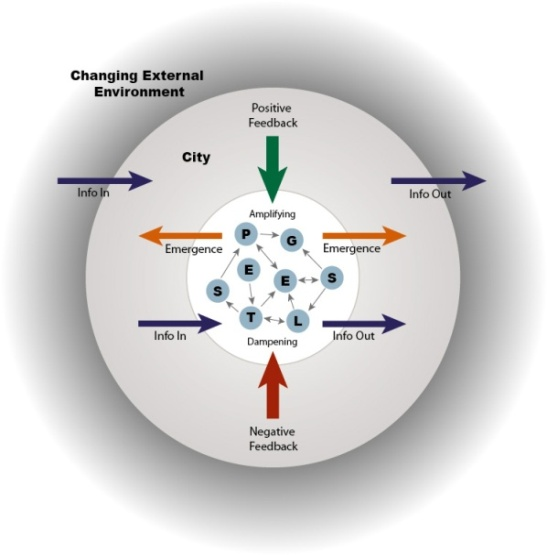 Changing External
Environment
Positive
Feedback
City
Info In
Info Out
Amplifying
P
G
Emergence
Emergence
E
E
S
S
T
L
Info In
Info Out
Dampening
Negative
Feedback